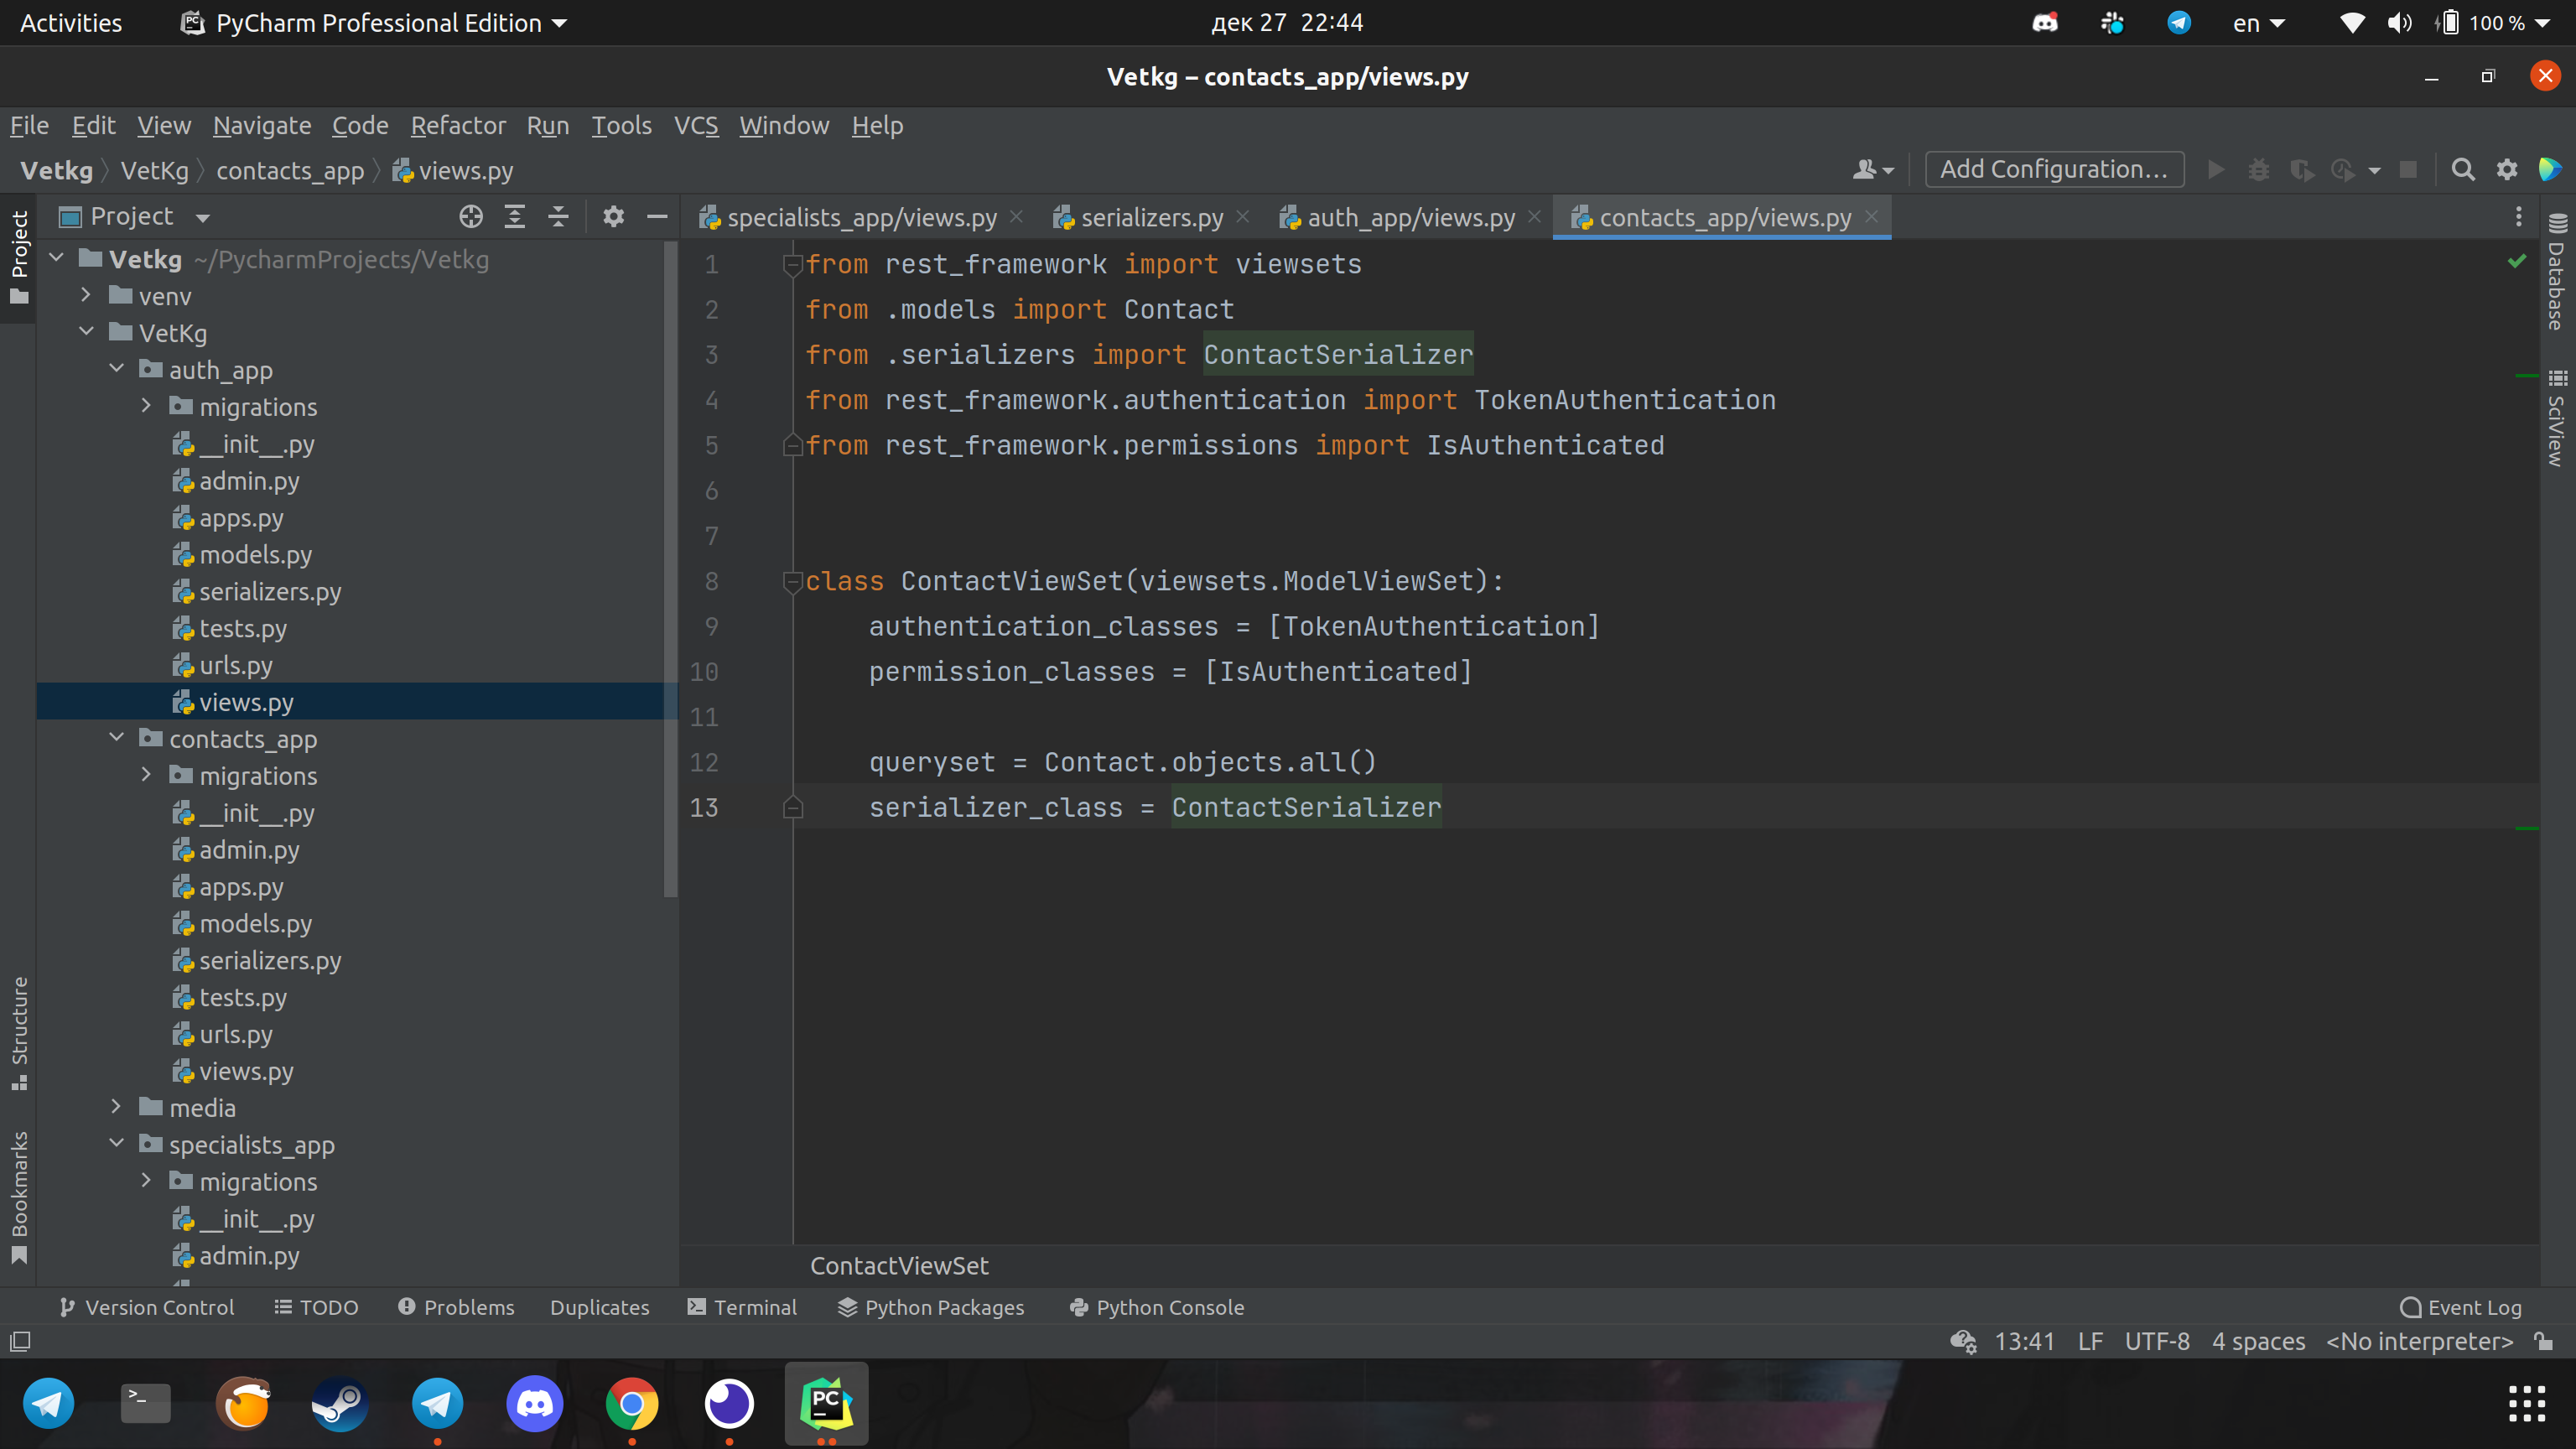 Activities PyCharm Professional Edition дек 27 22:44 en 100 %
Vetkg – contacts_app/views.py
File Edit View Navigate Code Refactor Run Tools VCS Window Help
Vetkg VetKg contacts_app views.py Add Configuration...
Project
Project
specialists_app/views.py serializers.py auth_app/views.py contacts_app/views.py
Vetkg ~/PycharmProjects/Vetkg
venv
VetKg
auth_app
migrations
__init__.py
admin.py
apps.py
models.py
serializers.py
tests.py
urls.py
views.py
contacts_app
migrations
__init__.py
admin.py
apps.py
models.py
serializers.py
tests.py
urls.py
views.py
media
specialists_app
migrations
__init__.py
admin.py
1 from rest_framework import viewsets
2 from .models import Contact
3 from .serializers import ContactSerializer
4 from rest_framework.authentication import TokenAuthentication
5 from rest_framework.permissions import IsAuthenticated
6
7
8 class ContactViewSet(viewsets.ModelViewSet):
9     authentication_classes = [TokenAuthentication]
10     permission_classes = [IsAuthenticated]
11
12     queryset = Contact.objects.all()
13     serializer_class = ContactSerializer
ContactViewSet
Database
SciView
Structure
Bookmarks
Version Control TODO Problems Duplicates Terminal Python Packages Python Console Event Log
13:41 LF UTF-8 4 spaces <No interpreter>
>_
PC